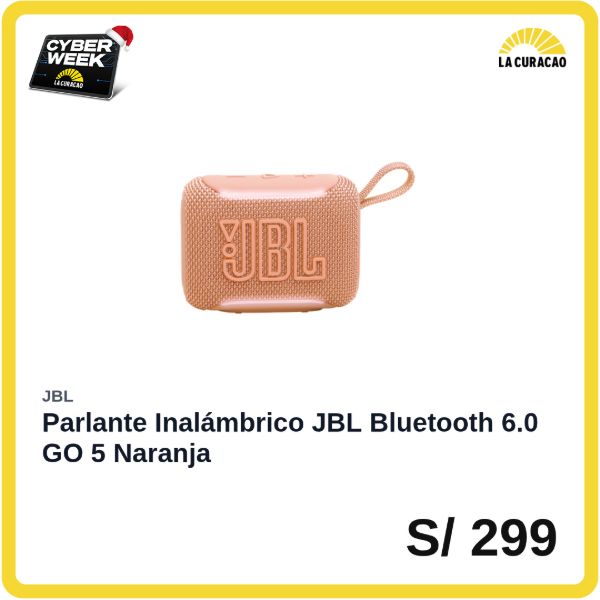 CYBER
WEEK
LA CURACAO
LA CURACAO
JBL
JBL
Parlante Inalámbrico JBL Bluetooth 6.0
GO 5 Naranja
S/ 299